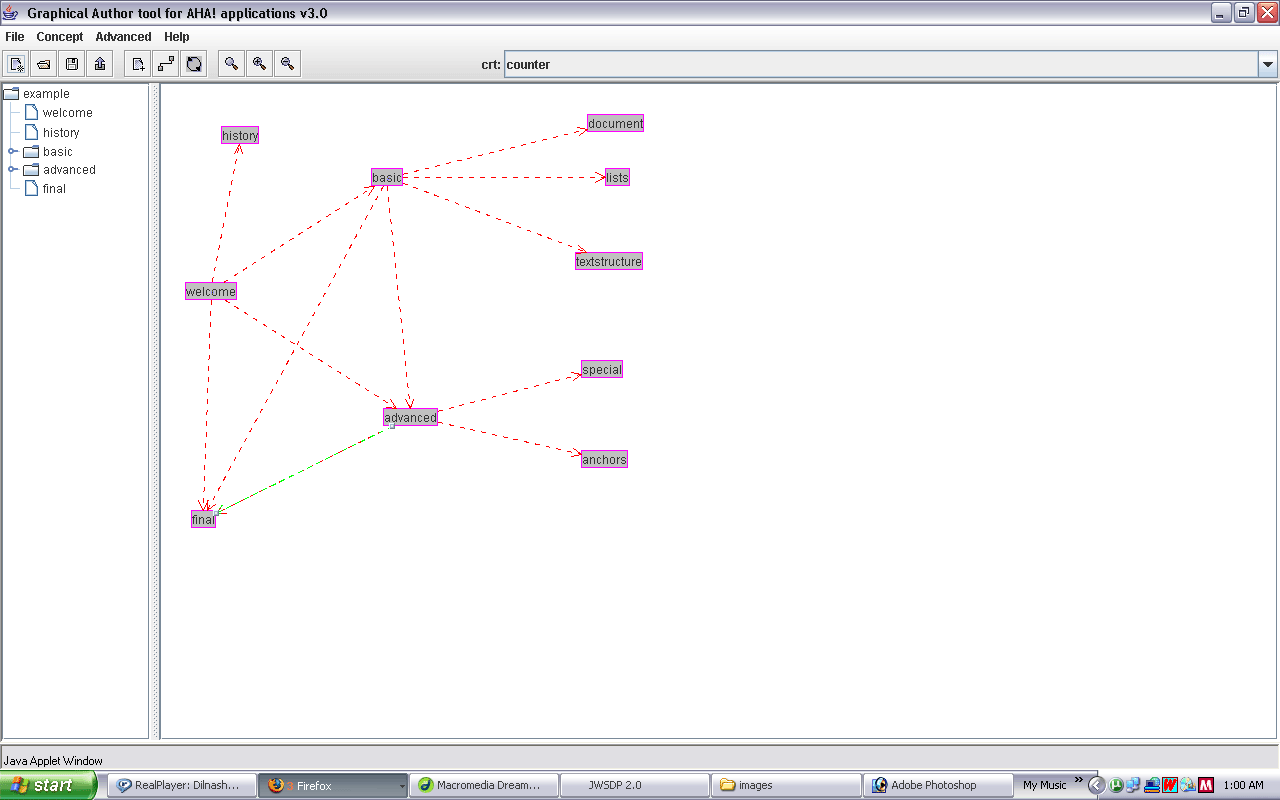 Graphical Author tool for AHA! applications v3.0
File Concept Advanced Help
crt: counter
example
welcome
history
basic
advanced
final
history
document
basic
lists
textstructure
welcome
special
advanced
anchors
final
Java Applet Window
start
RealPlayer: Dilnash...
Firefox
Macromedia Dream...
JWSDP 2.0
images
Adobe Photoshop
My Music
1:00 AM